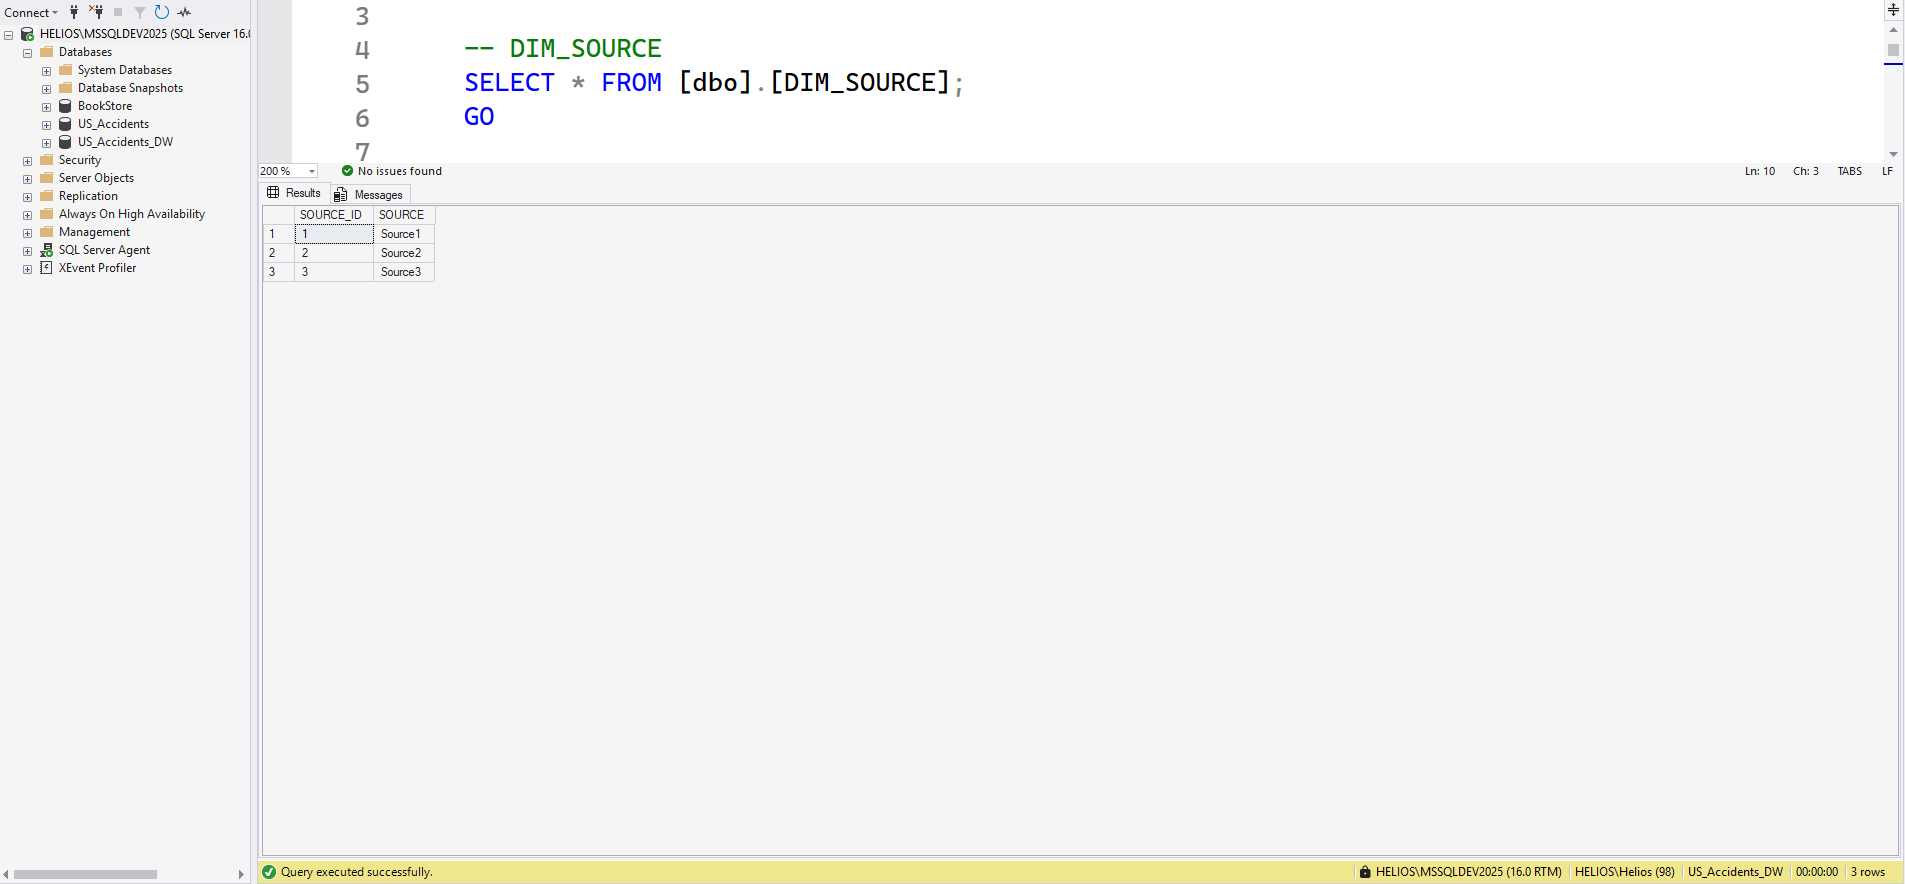 Connect
HELIOS\MSSQLDEV2025 (SQL Server 16.0
Databases
System Databases
Database Snapshots
BookStore
US_Accidents
US_Accidents_DW
Security
Server Objects
Replication
Always On High Availability
Management
SQL Server Agent
XEvent Profiler
3
4 -- DIM_SOURCE
5 SELECT * FROM [dbo].[DIM_SOURCE];
6 GO
7
200 % No issues found Ln: 10 Ch: 3 TABS LF
Results Messages
SOURCE_ID SOURCE
1 1 Source1
2 2 Source2
3 3 Source3
Query executed successfully. HELIOS\MSSQLDEV2025 (16.0 RTM) HELIOS\Helios (98) US_Accidents_DW 00:00:00 3 rows